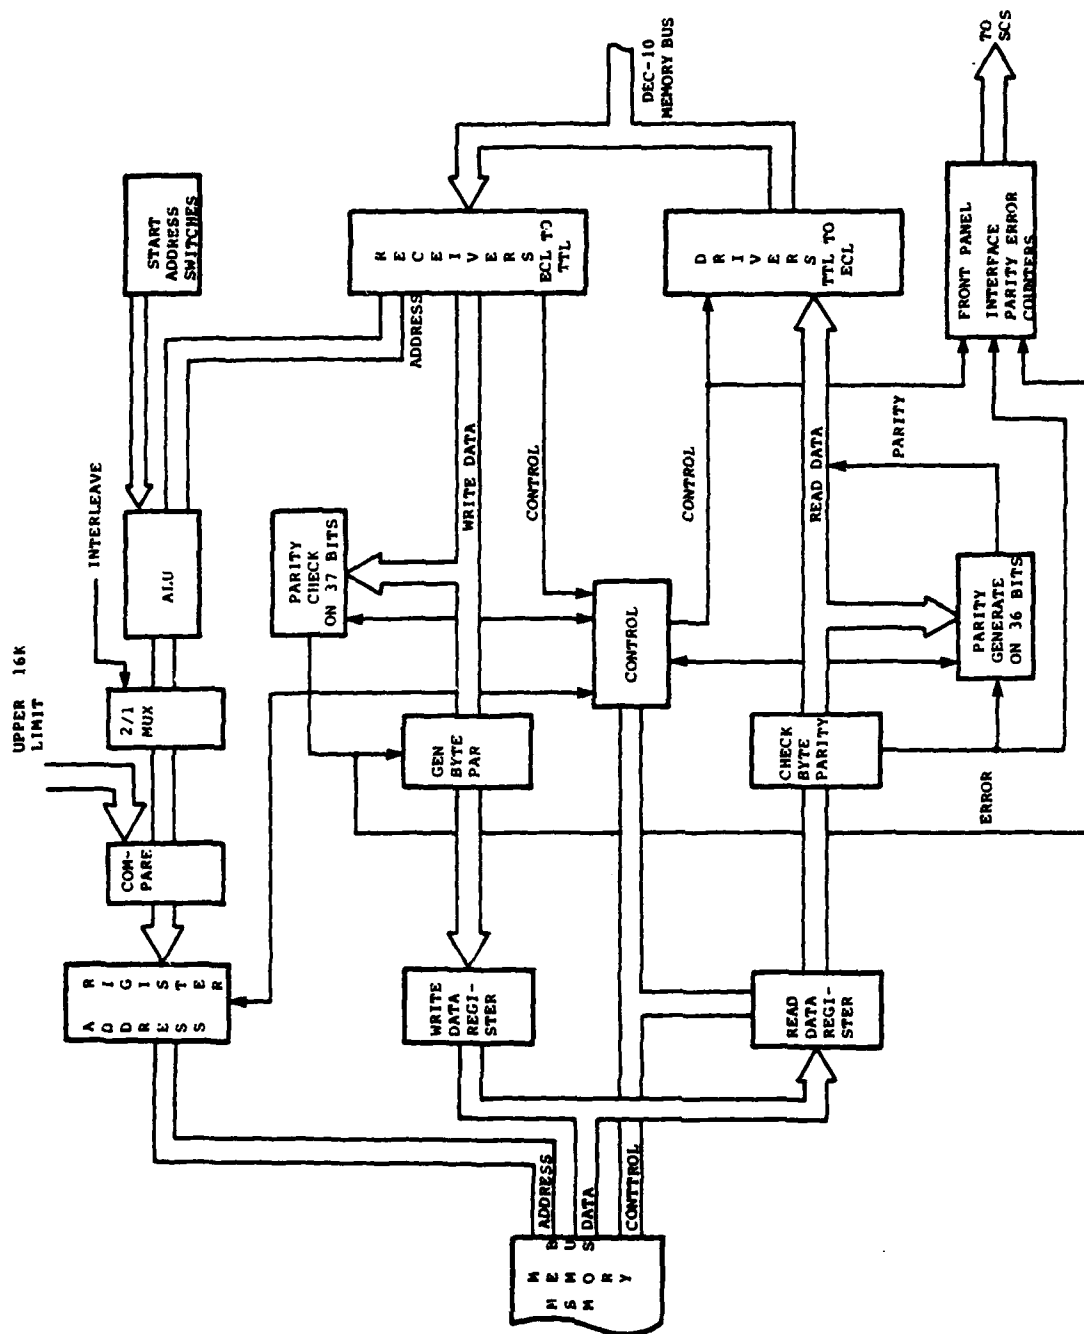 UPPER 16K
LIMIT
INTERLEAVE
MSM MEMORY BUS
ADDRESS REGISTER
COM-
PARE
2/1
MUX
ALU
START
ADDRESS
SWITCHES
ADDRESS
DATA
CONTTROL
WRITE
DATA
REGI-
STER
GEN
BYTE
PAR
PARITY
CHECK
ON 37 BITS
WRITE DATA
ADDRESS
CONTROL
RECEIVERS
ECL TO
TTL
CONTROL
CONTROL
DEC-10
MEMORY BUS
READ
DATA
REGI-
STER
CHECK
BYTE
PARITY
READ DATA
DRIVERS
TTL TO
ECL
ERROR
PARITY
GENERATE
ON 36 BITS
PARITY
FRONT PANEL
INTERFACE
PARITY ERROR
COUNTERS
TO
SCS